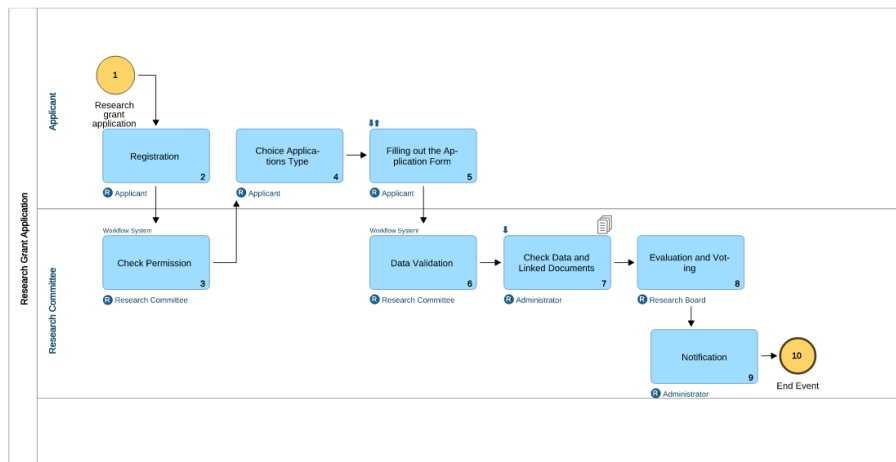 Research Grant Application
Applicant
1
Research
grant
application
Registration
2
R Applicant
Choice Applica-
tions Type
4
R Applicant
Filling out the Ap-
plication Form
5
R Applicant
Research Committee
Workflow System
Check Permission
3
R Research Committee
Workflow System
Data Validation
6
R Research Committee
Check Data and
Linked Documents
7
R Administrator
Evaluation and Vot-
ing
8
R Research Board
Notification
9
R Administrator
10
End Event